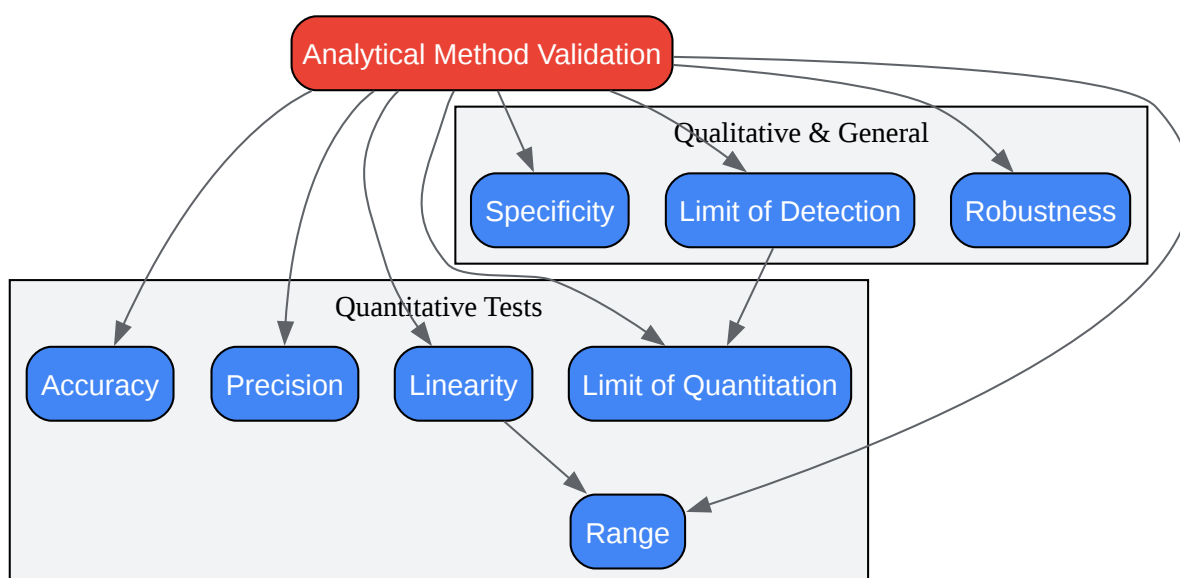 Analytical Method Validation
Qualitative & General
Specificity
Limit of Detection
Robustness
Quantitative Tests
Accuracy
Precision
Linearity
Limit of Quantitation
Range